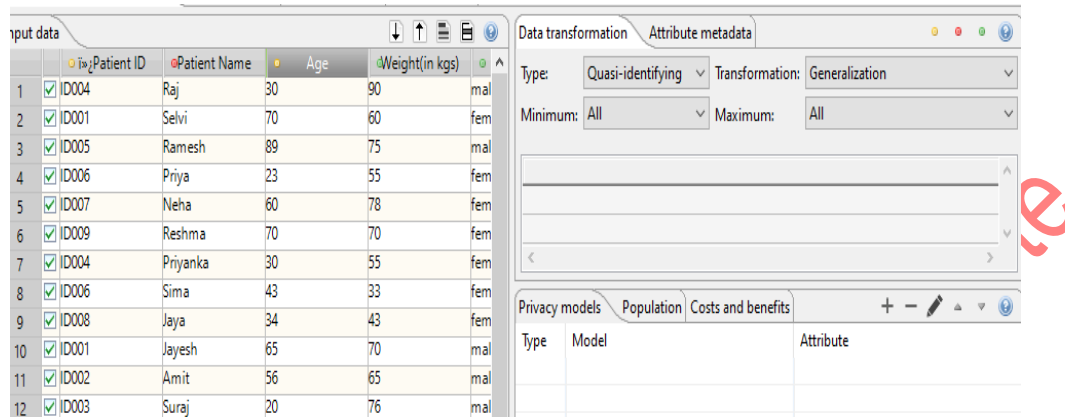 nput data
ï»¿Patient ID Patient Name Age Weight(in kgs)
1 ID004 Raj 30 90 mal
2 ID001 Selvi 70 60 fem
3 ID005 Ramesh 89 75 mal
4 ID006 Priya 23 55 fem
5 ID007 Neha 60 78 fem
6 ID009 Reshma 70 70 fem
7 ID004 Priyanka 30 55 fem
8 ID006 Sima 43 33 fem
9 ID008 Jaya 34 43 fem
10 ID001 Jayesh 65 70 mal
11 ID002 Amit 56 65 mal
12 ID003 Suraj 20 76 mal
Data transformation Attribute metadata
Type: Quasi-identifying Transformation: Generalization
Minimum: All Maximum: All
Privacy models Population Costs and benefits
Type Model Attribute